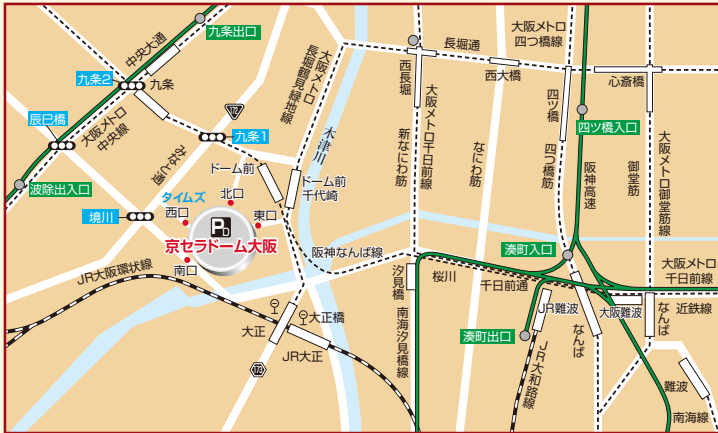 九条出口
中央大通
九条2
九条
辰巳橋
大阪メトロ
中央線
波除出入口
172
九条1
みなと通
境川
タイムズ
西口
北口
東口
南口
P
D
京セラドーム大阪
JR大阪環状線
大阪メトロ
長堀鶴見緑地線
木津川
ドーム前
ドーム前
千代崎
阪神なんば線
大正
大正橋
JR大正
173
長堀通
西長堀
西大橋
大阪メトロ
四つ橋線
心斎橋
大阪メトロ千日前線
新なにわ筋
なにわ筋
四ツ橋
四つ橋筋
四ツ橋入口
阪神高速
御堂筋
大阪メトロ御堂筋線
湊町入口
大阪メトロ
千日前線
汐見橋
桜川
千日前通
南海汐見橋線
湊町出口
JR難波
JR大和路線
なんば
大阪難波
なんば
近鉄線
難波
南海線